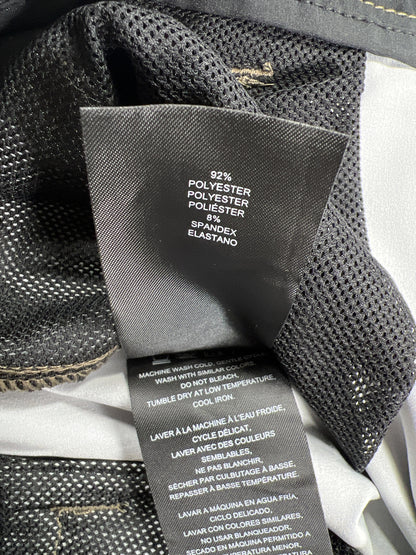 92%
POLYESTER
POLYESTER
POLIÉSTER
8%
SPANDEX
ELASTANO
MACHINE WASH COLD, GENTLE CYCLE
WASH WITH SIMILAR COLORS
DO NOT BLEACH,
TUMBLE DRY AT LOW TEMPERATURE,
COOL IRON.
LAVER À LA MACHINE À L'EAU FROIDE,
CYCLE DÉLICAT,
LAVER AVEC DES COULEURS
SEMBLABLES,
NE PAS BLANCHIR,
SÉCHER PAR CULBUTAGE À BASSE.
REPASSER À BASSE TEMPÉRATURE.
LAVAR A MÁQUINA EN AGUA FRÍA,
CICLO DELICADO,
LAVAR CON COLORES SIMILARES,
NO USAR BLANQUEADOR,
SECADO EN MÁQUINA PERMITIDO A